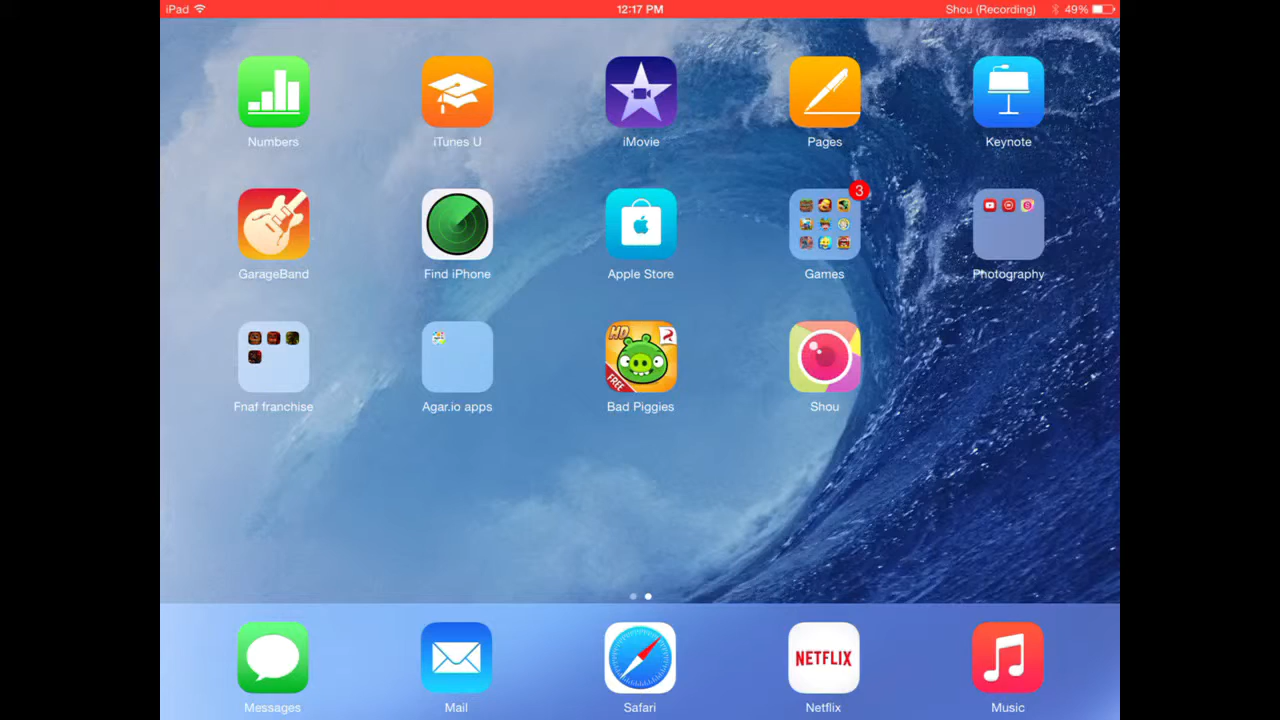 iPad 12:17 PM Shou (Recording) 49%
Numbers iTunes U iMovie Pages Keynote
3
GarageBand Find iPhone Apple Store Games Photography
HD
FREE
Fnaf franchise Agar.io apps Bad Piggies Shou
NETFLIX
Messages Mail Safari Netflix Music